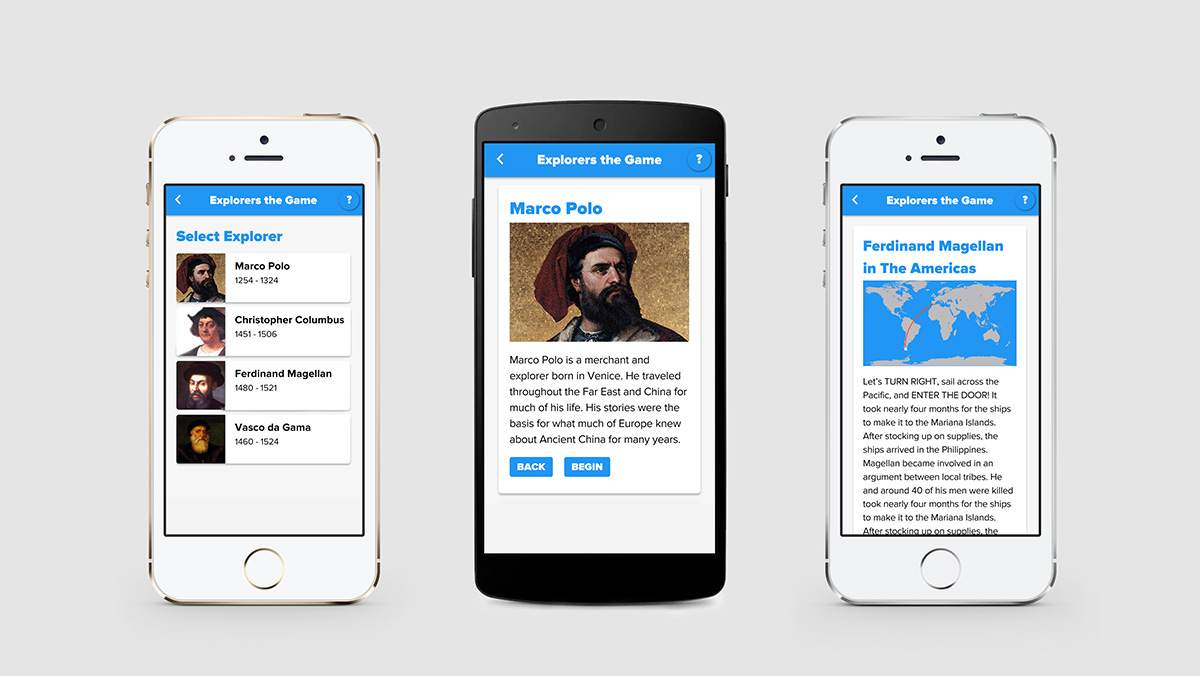 Explorers the Game
?
Select Explorer
Marco Polo
1254 - 1324
Christopher Columbus
1451 - 1506
Ferdinand Magellan
1480 - 1521
Vasco da Gama
1460 - 1524
Explorers the Game
?
Marco Polo
Marco Polo is a merchant and
explorer born in Venice. He traveled
throughout the Far East and China for
much of his life. His stories were the
basis for what much of Europe knew
about Ancient China for many years.
BACK
BEGIN
Explorers the Game
?
Ferdinand Magellan
in The Americas
Let's TURN RIGHT, sail across the
Pacific, and ENTER THE DOOR! It
took nearly four months for the ships
to make it to the Mariana Islands.
After stocking up on supplies, the
ships arrived in the Philippines.
Magellan became involved in an
argument between local tribes. He
and around 40 of his men were killed
took nearly four months for the ships
to make it to the Mariana Islands.
After stocking up on supplies, the